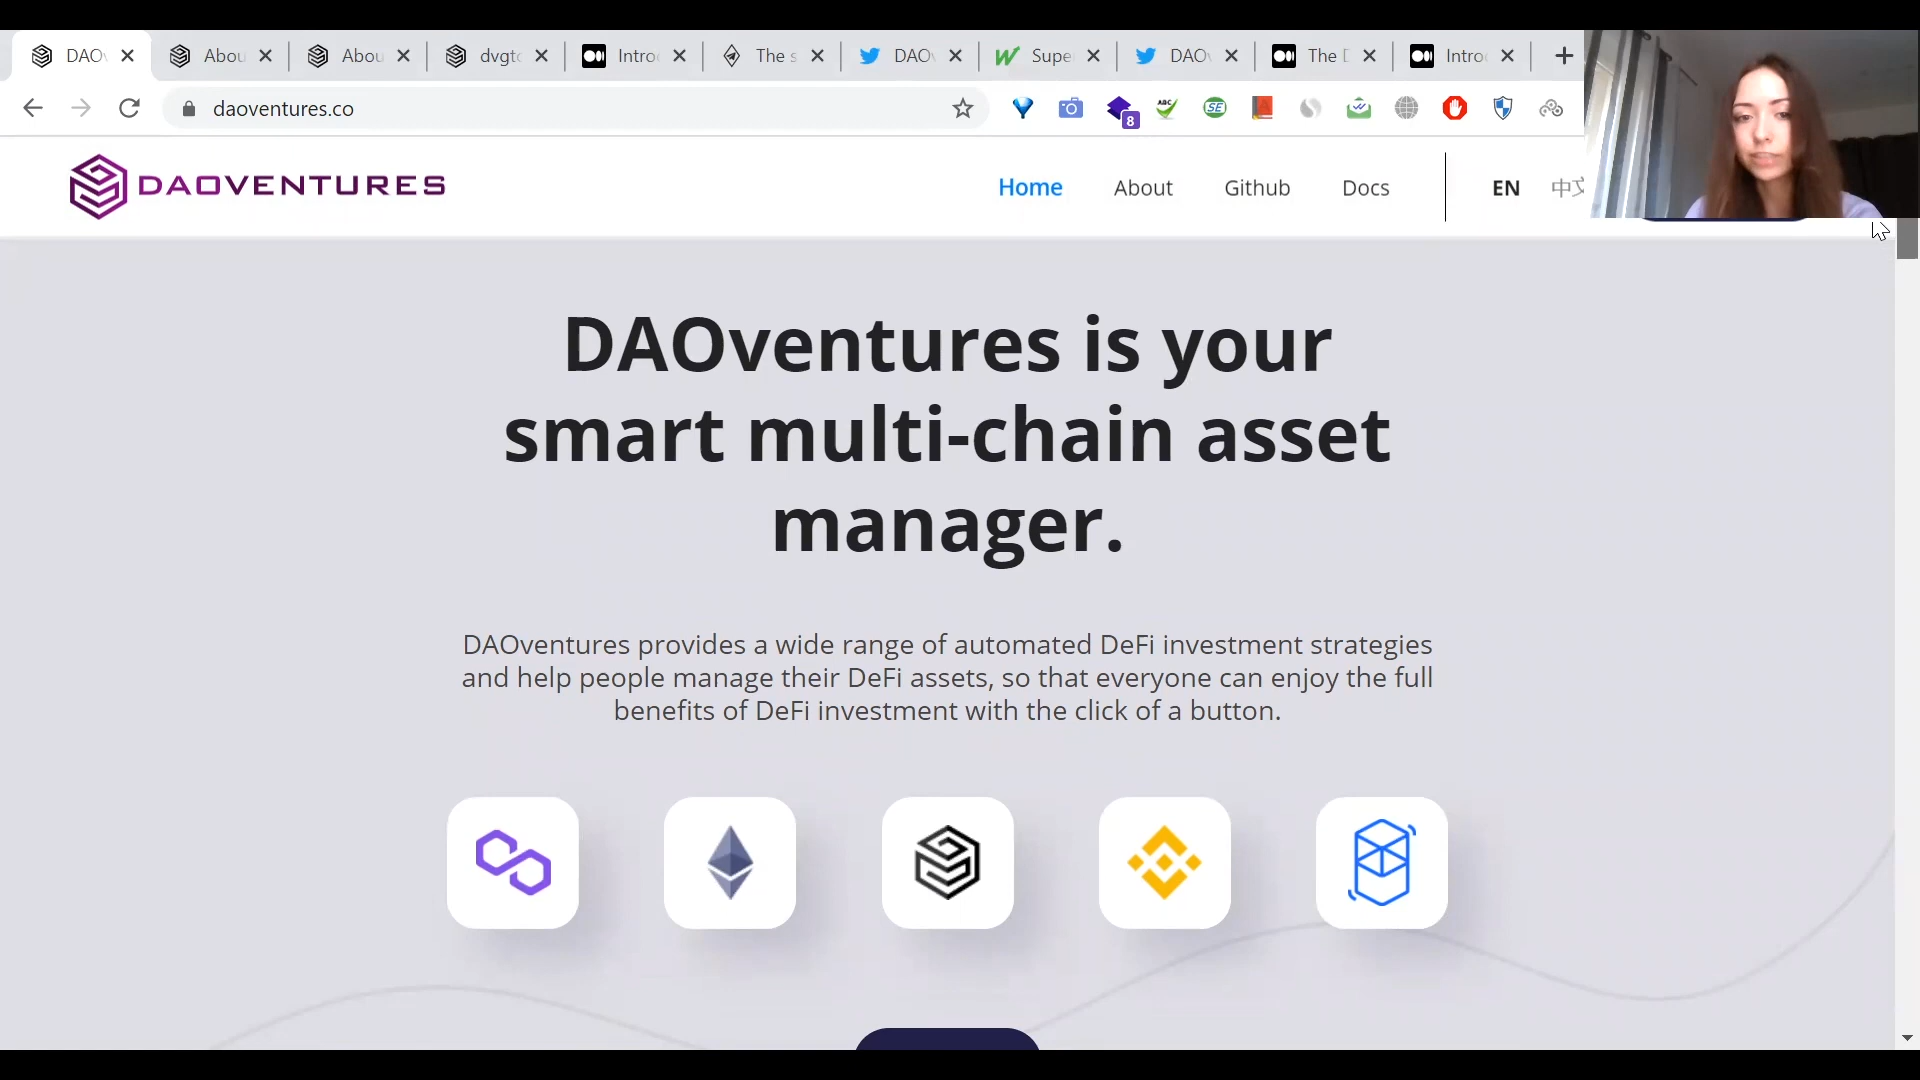 DAO
Abou
Abou
dvgt
Intro
The s
DAO
Supe
DAO
The
Intro
daoventures.co
8
ABC
SE
DAOVENTURES
Home
About
Github
Docs
EN
中文
DAOventures is your
smart multi-chain asset
manager.
DAOventures provides a wide range of automated DeFi investment strategies
and help people manage their DeFi assets, so that everyone can enjoy the full
benefits of DeFi investment with the click of a button.